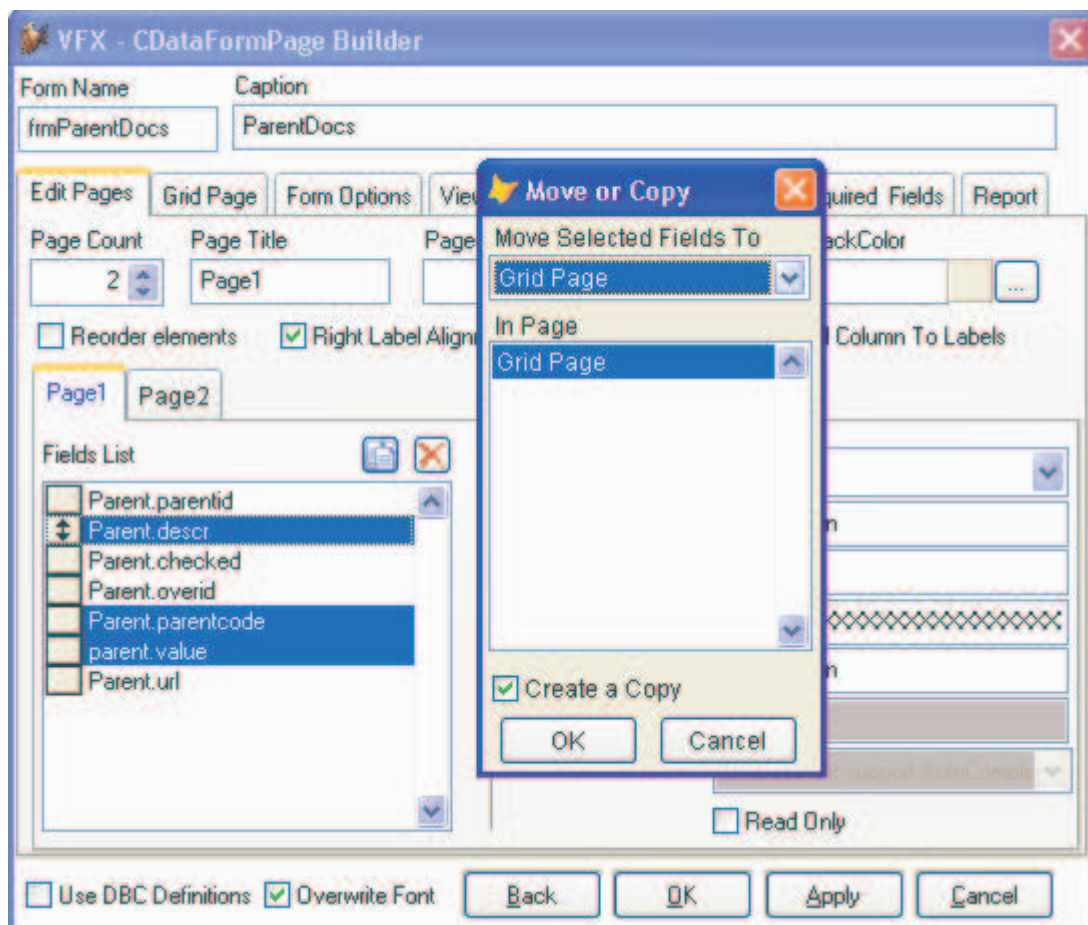 VFX - CDataFormPage Builder
Form Name
Caption
frmParentDocs
ParentDocs
Edit Pages
Grid Page
Form Options
Report
Page Count
Page Title
Page
2
Page1
...
Reorder elements
Right Label
Column To Labels
Page1
Page2
Fields List
Parent.parentid
Parent.descr
Parent.checked
Parent.overid
Parent.parentcode
parent.value
Parent.url
Move or Copy
Move Selected Fields To
Grid Page
In Page
Grid Page
Create a Copy
OK
Cancel
Fields
support
Read Only
Use DBC Definitions
Overwrite Font
Back
OK
Apply
Cancel